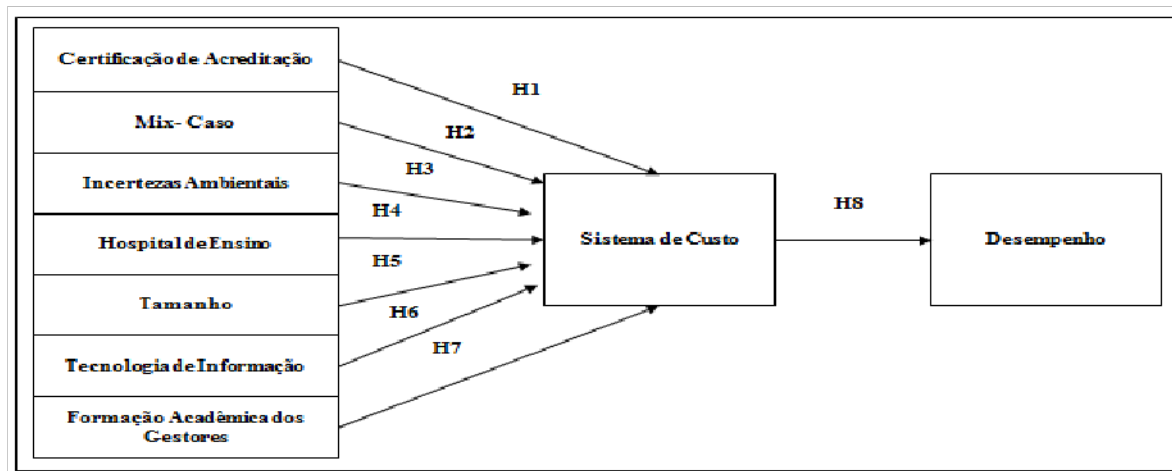 Certificação de Acreditação
H1
Mix- Caso
H2
Incertezas Ambientais
H3
H4
Hospital de Ensino
H5
Tamanho
H6
Tecnologia de Informação
H7
Formação Acadêmica dos
Gestores
Sistema de Custo
H8
Desempenho